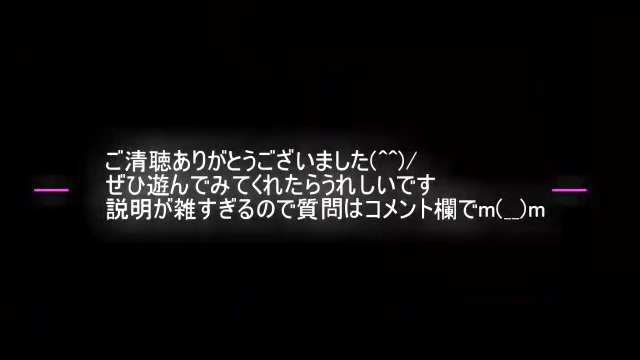 ご清聴ありがとうございました(^^)/
ぜひ遊んでみてくれたらうれしいです
説明が雑すぎるので質問はコメント欄でm(__)m